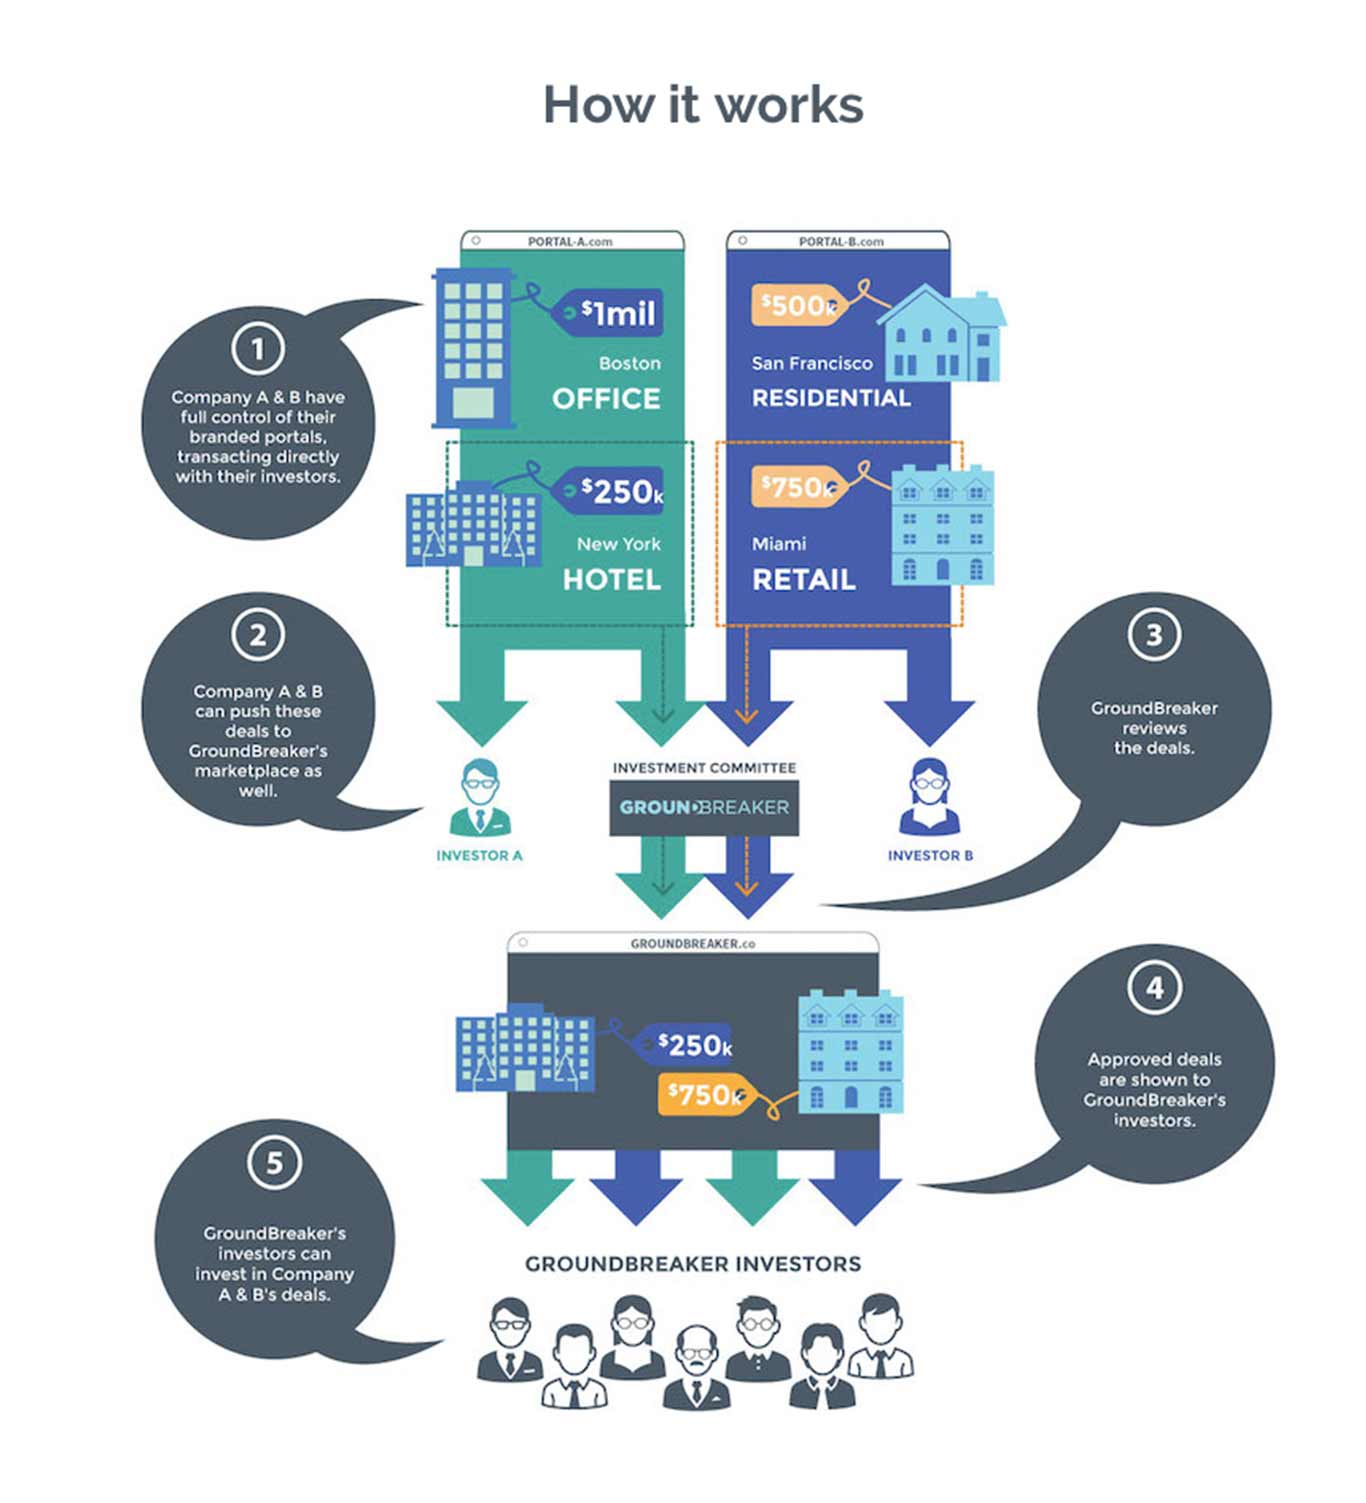 How it works
PORTAL-A.com
PORTAL-B.com
$1mil
Boston
OFFICE
$500k
San Francisco
RESIDENTIAL
1
Company A & B have
full control of their
branded portals,
transacting directly
with their investors.
$250k
New York
HOTEL
$750k
Miami
RETAIL
2
Company A & B
can push these
deals to
GroundBreaker's
marketplace as
well.
3
GroundBreaker
reviews
the deals.
INVESTOR A
INVESTMENT COMMITTEE
GROUNDBREAKER
INVESTOR B
GROUNDBREAKER.co
$250k
$750k
4
Approved deals
are shown to
GroundBreaker's
investors.
5
GroundBreaker's
investors can
invest in Company
A & B's deals.
GROUNDBREAKER INVESTORS